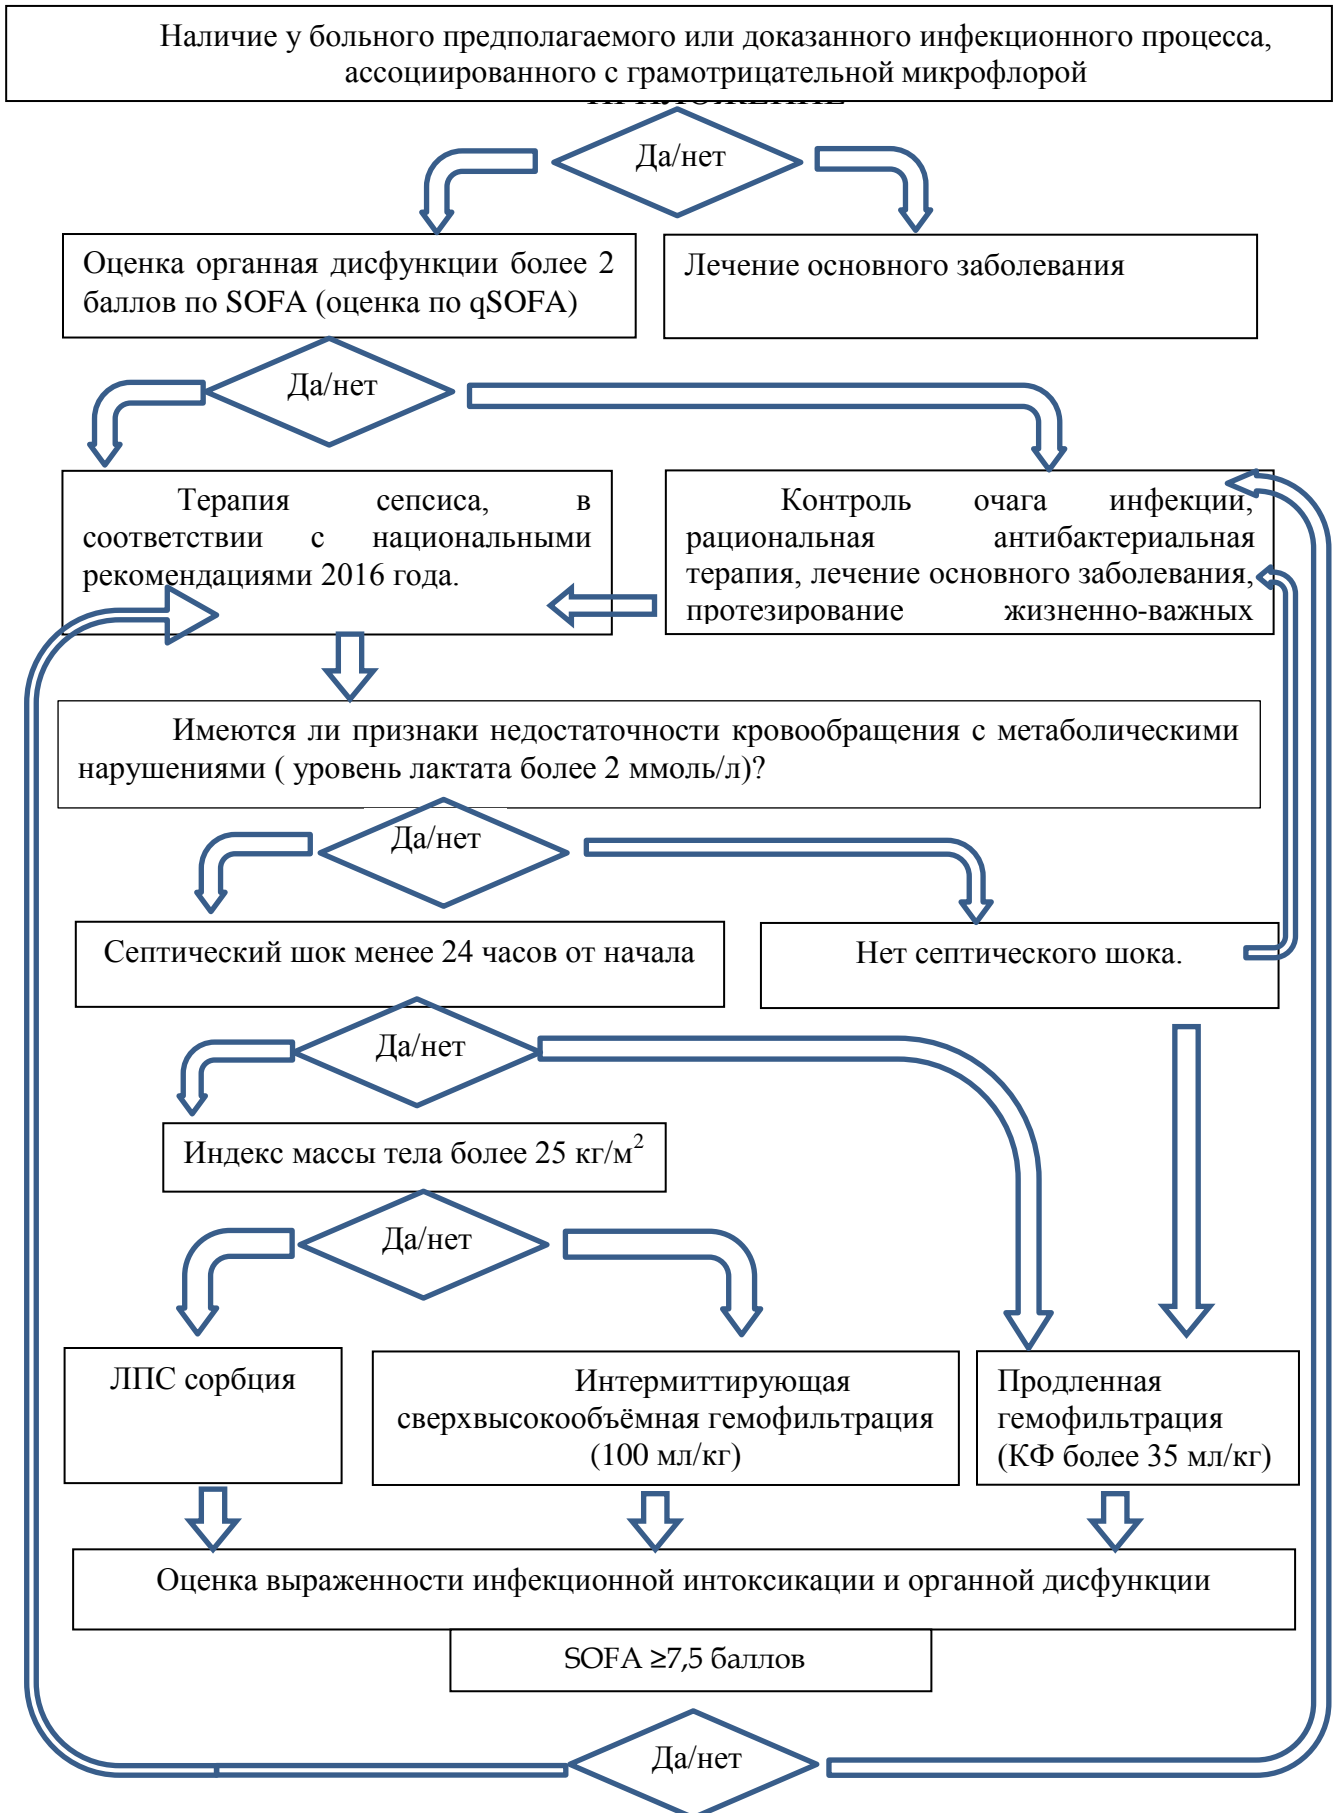 Наличие у больного предполагаемого или доказанного инфекционного процесса,
ассоциированного с грамотрицательной микрофлорой
Да/нет
Оценка органная дисфункции более 2
баллов по SOFA (оценка по qSOFA)
Лечение основного заболевания
Да/нет
Терапия сепсиса, в
соответствии с национальными
рекомендациями 2016 года.
Контроль очага инфекции,
рациональная антибактериальная
терапия, лечение основного заболевания,
протезирование жизненно-важных
Имеются ли признаки недостаточности кровообращения с метаболическими
нарушениями ( уровень лактата более 2 ммоль/л)?
Да/нет
Септический шок менее 24 часов от начала
Нет септического шока.
Да/нет
Индекс массы тела более 25 кг/м²
Да/нет
ЛПС сорбция
Интермиттирующая
сверхвысокообъёмная гемофильтрация
(100 мл/кг)
Продленная
гемофильтрация
(КФ более 35 мл/кг)
Оценка выраженности инфекционной интоксикации и органной дисфункции
SOFA ≥7,5 баллов
Да/нет